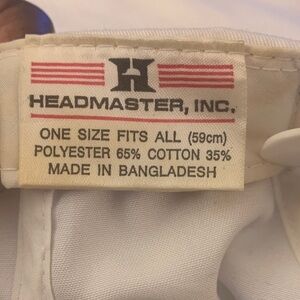 H
HEADMASTER, INC.
ONE SIZE FITS ALL (59cm)
POLYESTER 65% COTTON 35%
MADE IN BANGLADESH